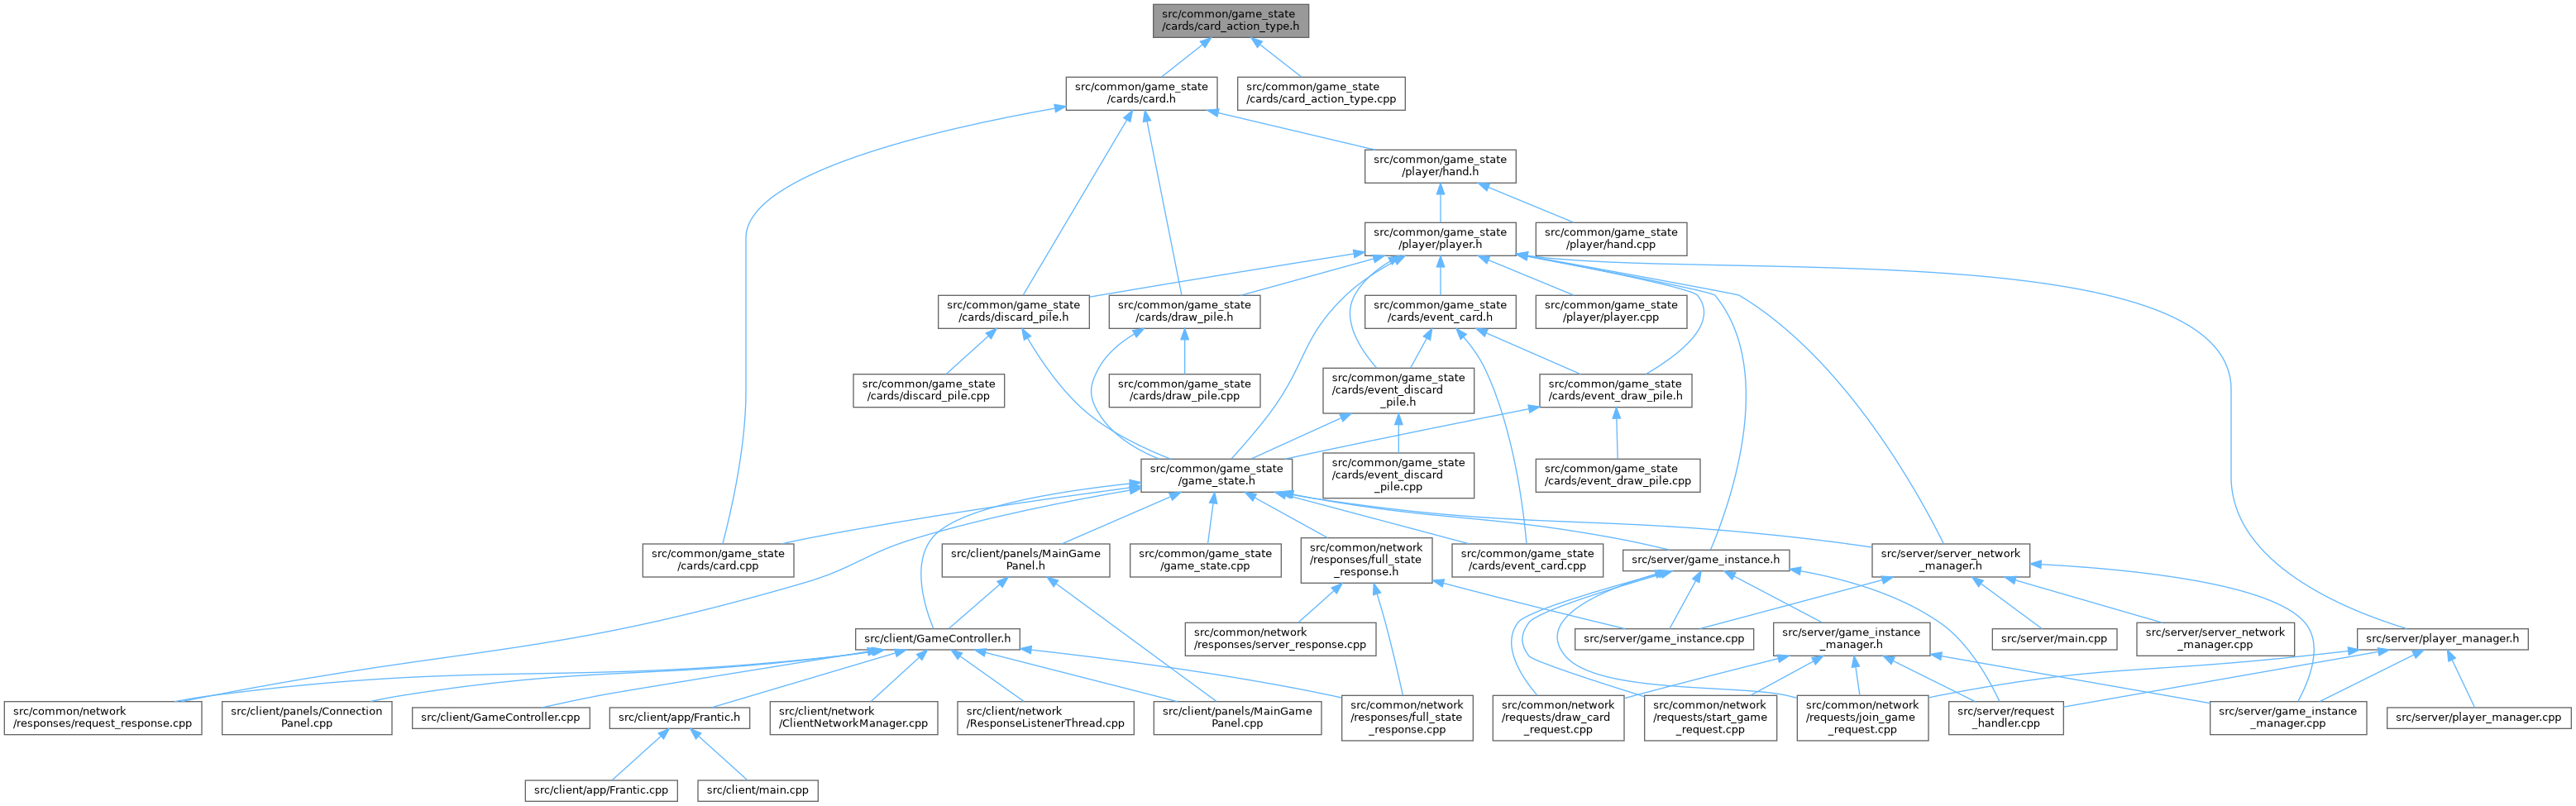 src/common/game_state
/cards/card_action_type.h
src/common/game_state
/cards/card.h
src/common/game_state
/cards/card_action_type.cpp
src/common/game_state
/player/hand.h
src/common/game_state
/player/player.h
src/common/game_state
/player/hand.cpp
src/common/game_state
/cards/discard_pile.h
src/common/game_state
/cards/draw_pile.h
src/common/game_state
/cards/event_card.h
src/common/game_state
/player/player.cpp
src/common/game_state
/cards/discard_pile.cpp
src/common/game_state
/cards/draw_pile.cpp
src/common/game_state
/cards/event_discard
_pile.h
src/common/game_state
/cards/event_draw_pile.h
src/common/game_state
/game_state.h
src/common/game_state
/cards/event_discard
_pile.cpp
src/common/game_state
/cards/event_draw_pile.cpp
src/common/game_state
/cards/card.cpp
src/client/panels/MainGame
Panel.h
src/common/game_state
/game_state.cpp
src/common/network
/responses/full_state
_response.h
src/common/game_state
/cards/event_card.cpp
src/server/game_instance.h
src/server/server_network
_manager.h
src/client/GameController.h
src/common/network
/responses/server_response.cpp
src/server/game_instance.cpp
src/server/game_instance
_manager.h
src/server/main.cpp
src/server/server_network
_manager.cpp
src/server/player_manager.h
src/common/network
/responses/request_response.cpp
src/client/panels/Connection
Panel.cpp
src/client/GameController.cpp
src/client/app/Frantic.h
src/client/network
/ClientNetworkManager.cpp
src/client/network
/ResponseListenerThread.cpp
src/client/panels/MainGame
Panel.cpp
src/common/network
/responses/full_state
_response.cpp
src/common/network
/requests/draw_card
_request.cpp
src/common/network
/requests/start_game
_request.cpp
src/common/network
/requests/join_game
_request.cpp
src/server/request
_handler.cpp
src/server/game_instance
_manager.cpp
src/server/player_manager.cpp
src/client/app/Frantic.cpp
src/client/main.cpp